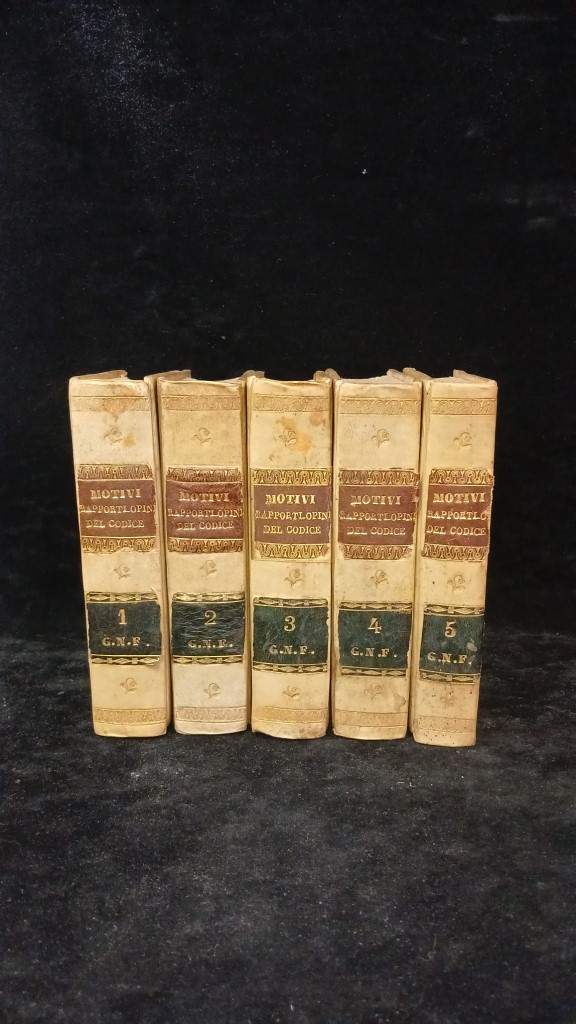 MOTIVI
RAPPORTI.OPIN
DEL CODICE
1
G.N.F.
MOTIVI
RAPPORTI.OPIN
DEL CODICE
2
G.N.F.
MOTIVI
RAPPORTI.OPIN
DEL CODICE
3
G.N.F.
MOTIVI
RAPPORTI.OPIN
DEL CODICE
4
G.N.F.
MOTIVI
RAPPORTI.O
DEL CODICE
5
G.N.F.